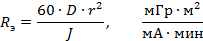 Rэ = (60 · D · r²) / J, (мГр · м²) / (мА · мин)